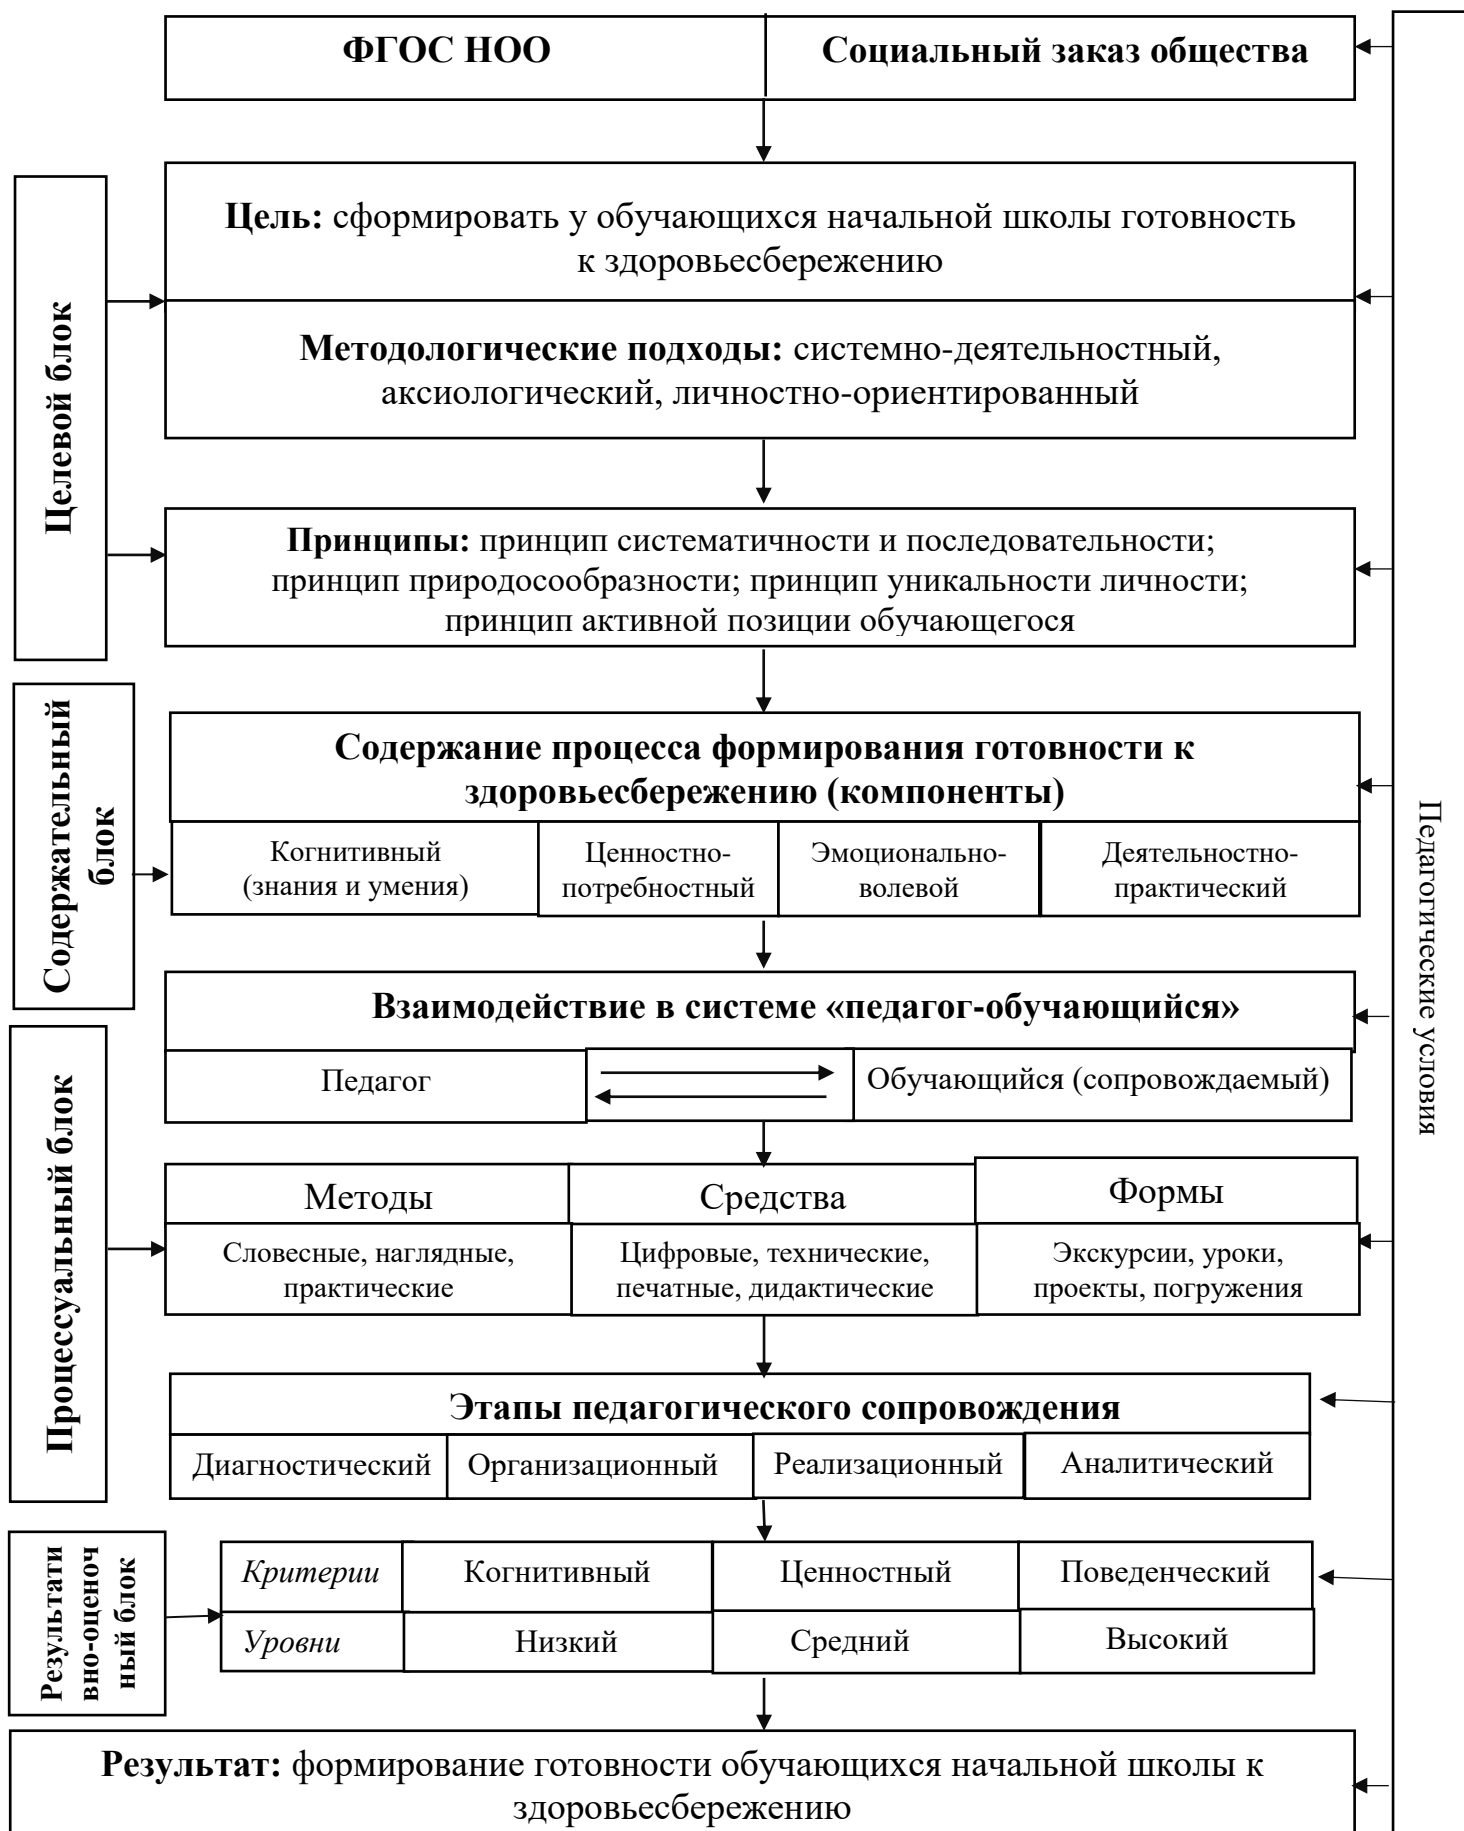 ФГОС НОО
Социальный заказ общества
Целевой блок
Цель: сформировать у обучающихся начальной школы готовность
к здоровьесбережению
Методологические подходы: системно-деятельностный,
аксиологический, личностно-ориентированный
Принципы: принцип систематичности и последовательности;
принцип природосообразности; принцип уникальности личности;
принцип активной позиции обучающегося
Содержательный
блок
Содержание процесса формирования готовности к
здоровьесбережению (компоненты)
Когнитивный
(знания и умения)
Ценностно-
потребностный
Эмоционально-
волевой
Деятельностно-
практический
Педагогические условия
Процессуальный блок
Взаимодействие в системе «педагог-обучающийся»
Педагог
Обучающийся (сопровождаемый)
Методы
Средства
Формы
Словесные, наглядные,
практические
Цифровые, технические,
печатные, дидактические
Экскурсии, уроки,
проекты, погружения
Этапы педагогического сопровождения
Диагностический
Организационный
Реализационный
Аналитический
Результати
вно-оценоч
ный блок
Критерии
Когнитивный
Ценностный
Поведенческий
Уровни
Низкий
Средний
Высокий
Результат: формирование готовности обучающихся начальной школы к
здоровьесбережению